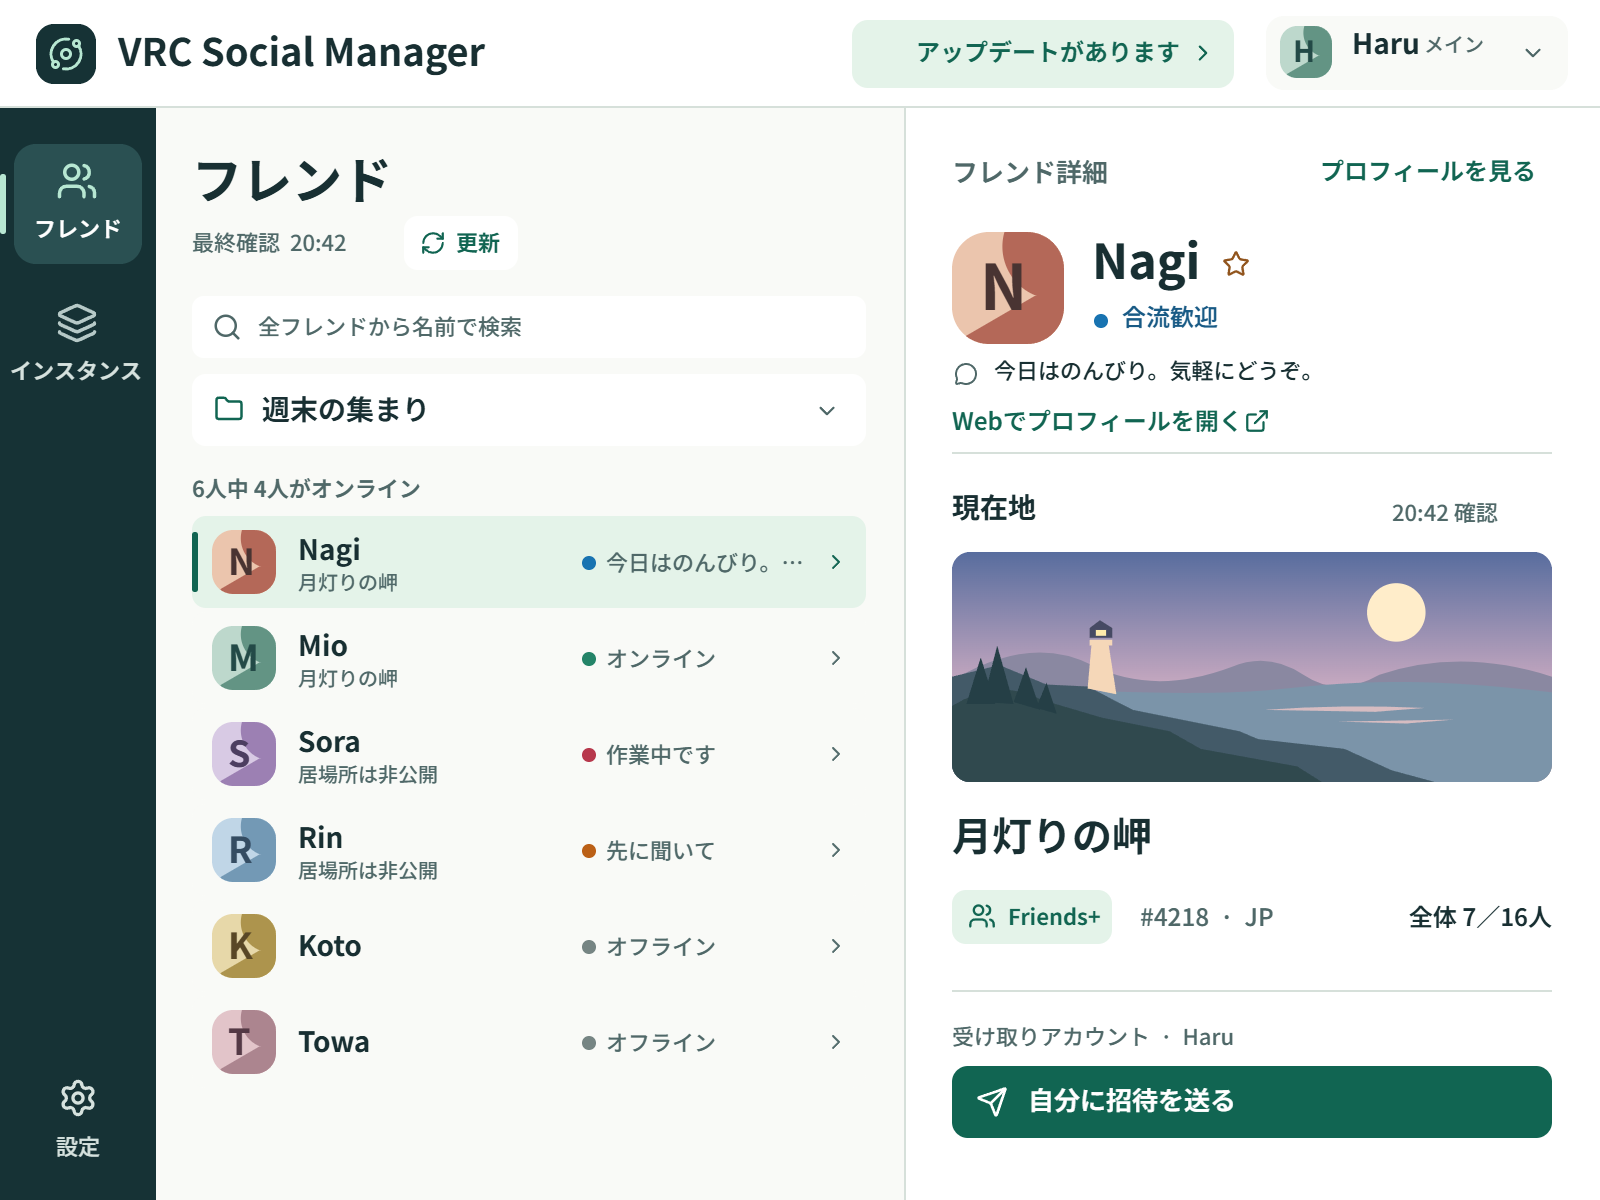 VRC Social Manager
アップデートがあります
H
Haru メイン
フレンド
インスタンス
設定
フレンド
最終確認 20:42
更新
全フレンドから名前で検索
週末の集まり
6人中 4人がオンライン
N
Nagi
月灯りの岬
今日はのんびり。…
M
Mio
月灯りの岬
オンライン
S
Sora
居場所は非公開
作業中です
R
Rin
居場所は非公開
先に聞いて
K
Koto
オフライン
T
Towa
オフライン
フレンド詳細
プロフィールを見る
N
Nagi
合流歓迎
今日はのんびり。気軽にどうぞ。
Webでプロフィールを開く
現在地
20:42 確認
月灯りの岬
Friends+
#4218 · JP
全体 7／16人
受け取りアカウント · Haru
自分に招待を送る